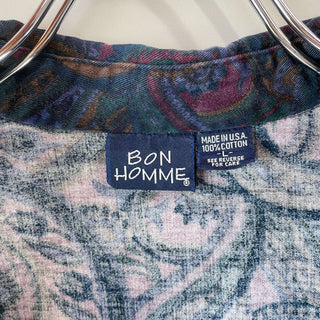 BON
HOMME®
MADE IN U.S.A.
100% COTTON
- L -
SEE REVERSE
FOR CARE